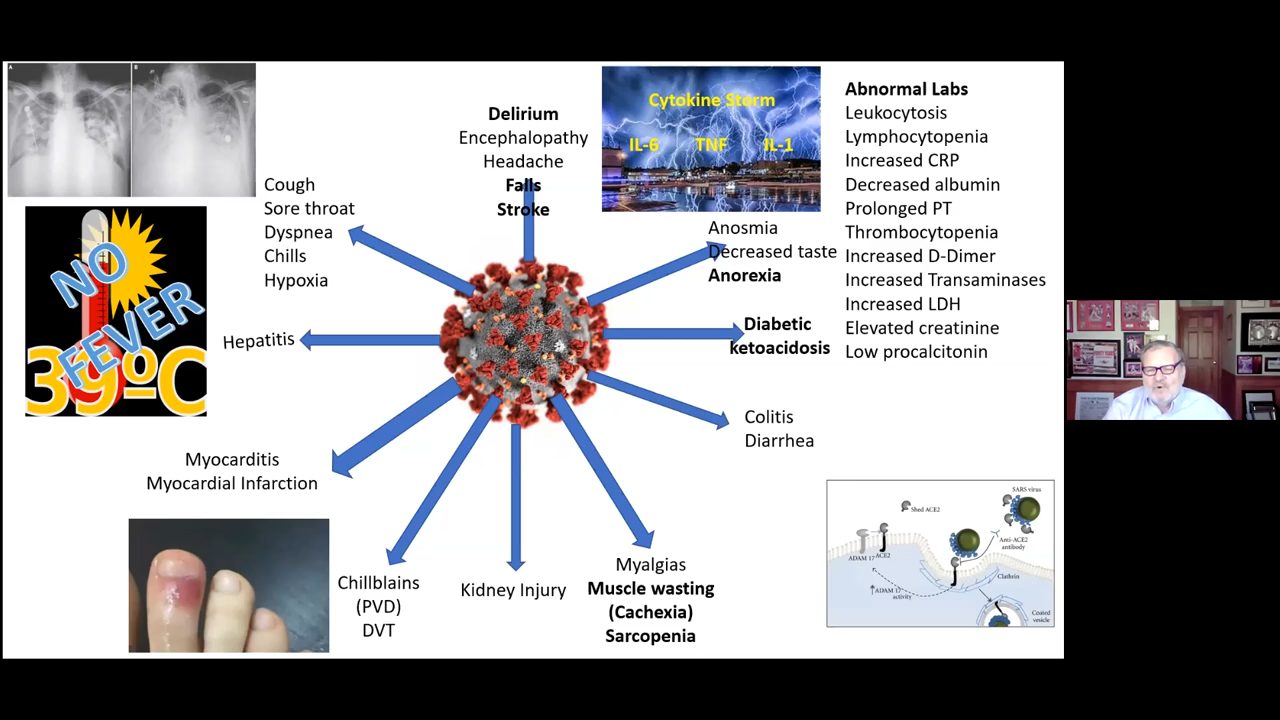 A
B
Delirium
Encephalopathy
Headache
Falls
Stroke
Cytokine Storm
IL-6 TNF IL-1
Abnormal Labs
Leukocytosis
Lymphocytopenia
Increased CRP
Decreased albumin
Prolonged PT
Thrombocytopenia
Increased D-Dimer
Increased Transaminases
Increased LDH
Elevated creatinine
Low procalcitonin
Cough
Sore throat
Dyspnea
Chills
Hypoxia
Anosmia
Decreased taste
Anorexia
NO
FEVER
39ºC
Hepatitis
Diabetic
ketoacidosis
Colitis
Diarrhea
Myocarditis
Myocardial Infarction
Chillblains
(PVD)
DVT
Kidney Injury
Myalgias
Muscle wasting
(Cachexia)
Sarcopenia
SARS virus
Shed ACE2
Anti-ACE2
antibody
ADAM 17
ACE2
Clathrin
↑ADAM 17
activity
Coated
vesicle